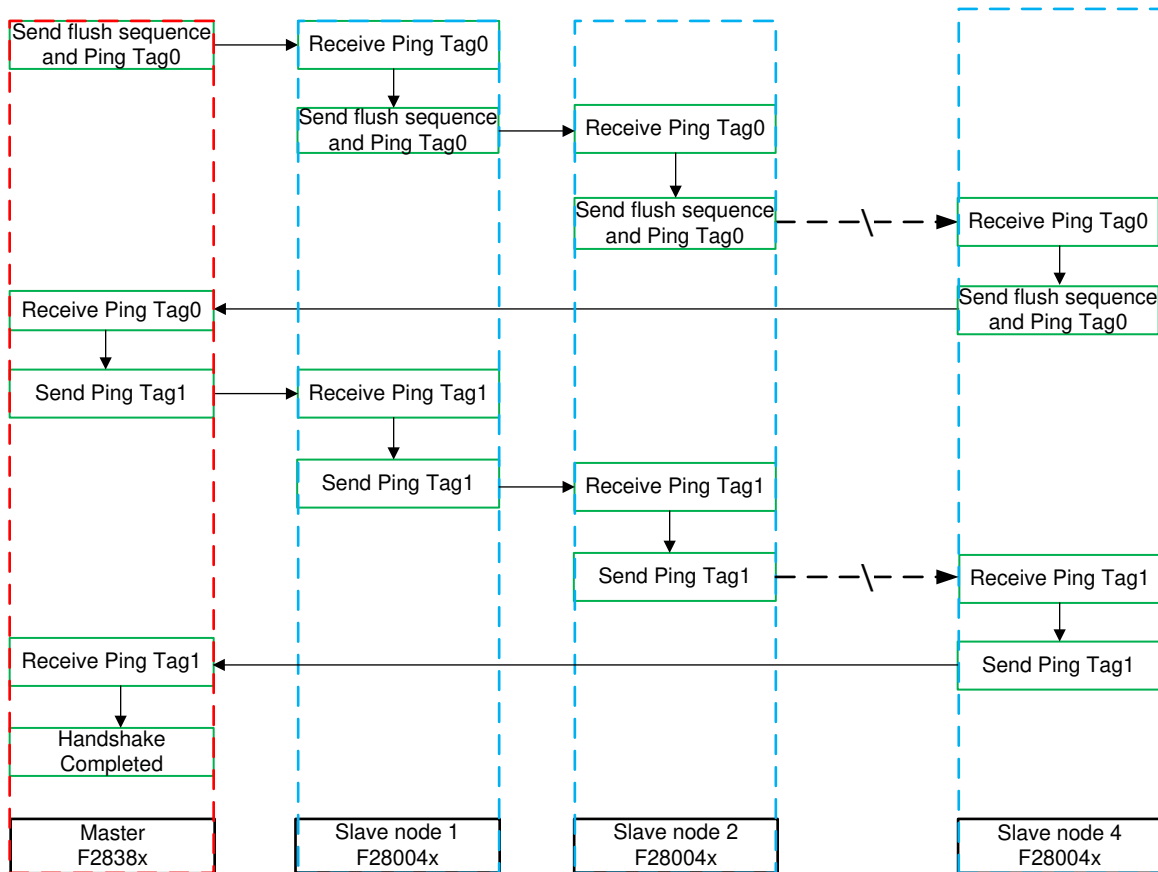 Send flush sequence
and Ping Tag0
Receive Ping Tag0
Send flush sequence
and Ping Tag0
Receive Ping Tag0
Send flush sequence
and Ping Tag0
Receive Ping Tag0
Send flush sequence
and Ping Tag0
Receive Ping Tag0
Send Ping Tag1
Receive Ping Tag1
Send Ping Tag1
Receive Ping Tag1
Send Ping Tag1
Receive Ping Tag1
Send Ping Tag1
Receive Ping Tag1
Handshake
Completed
Master
F2838x
Slave node 1
F28004x
Slave node 2
F28004x
Slave node 4
F28004x